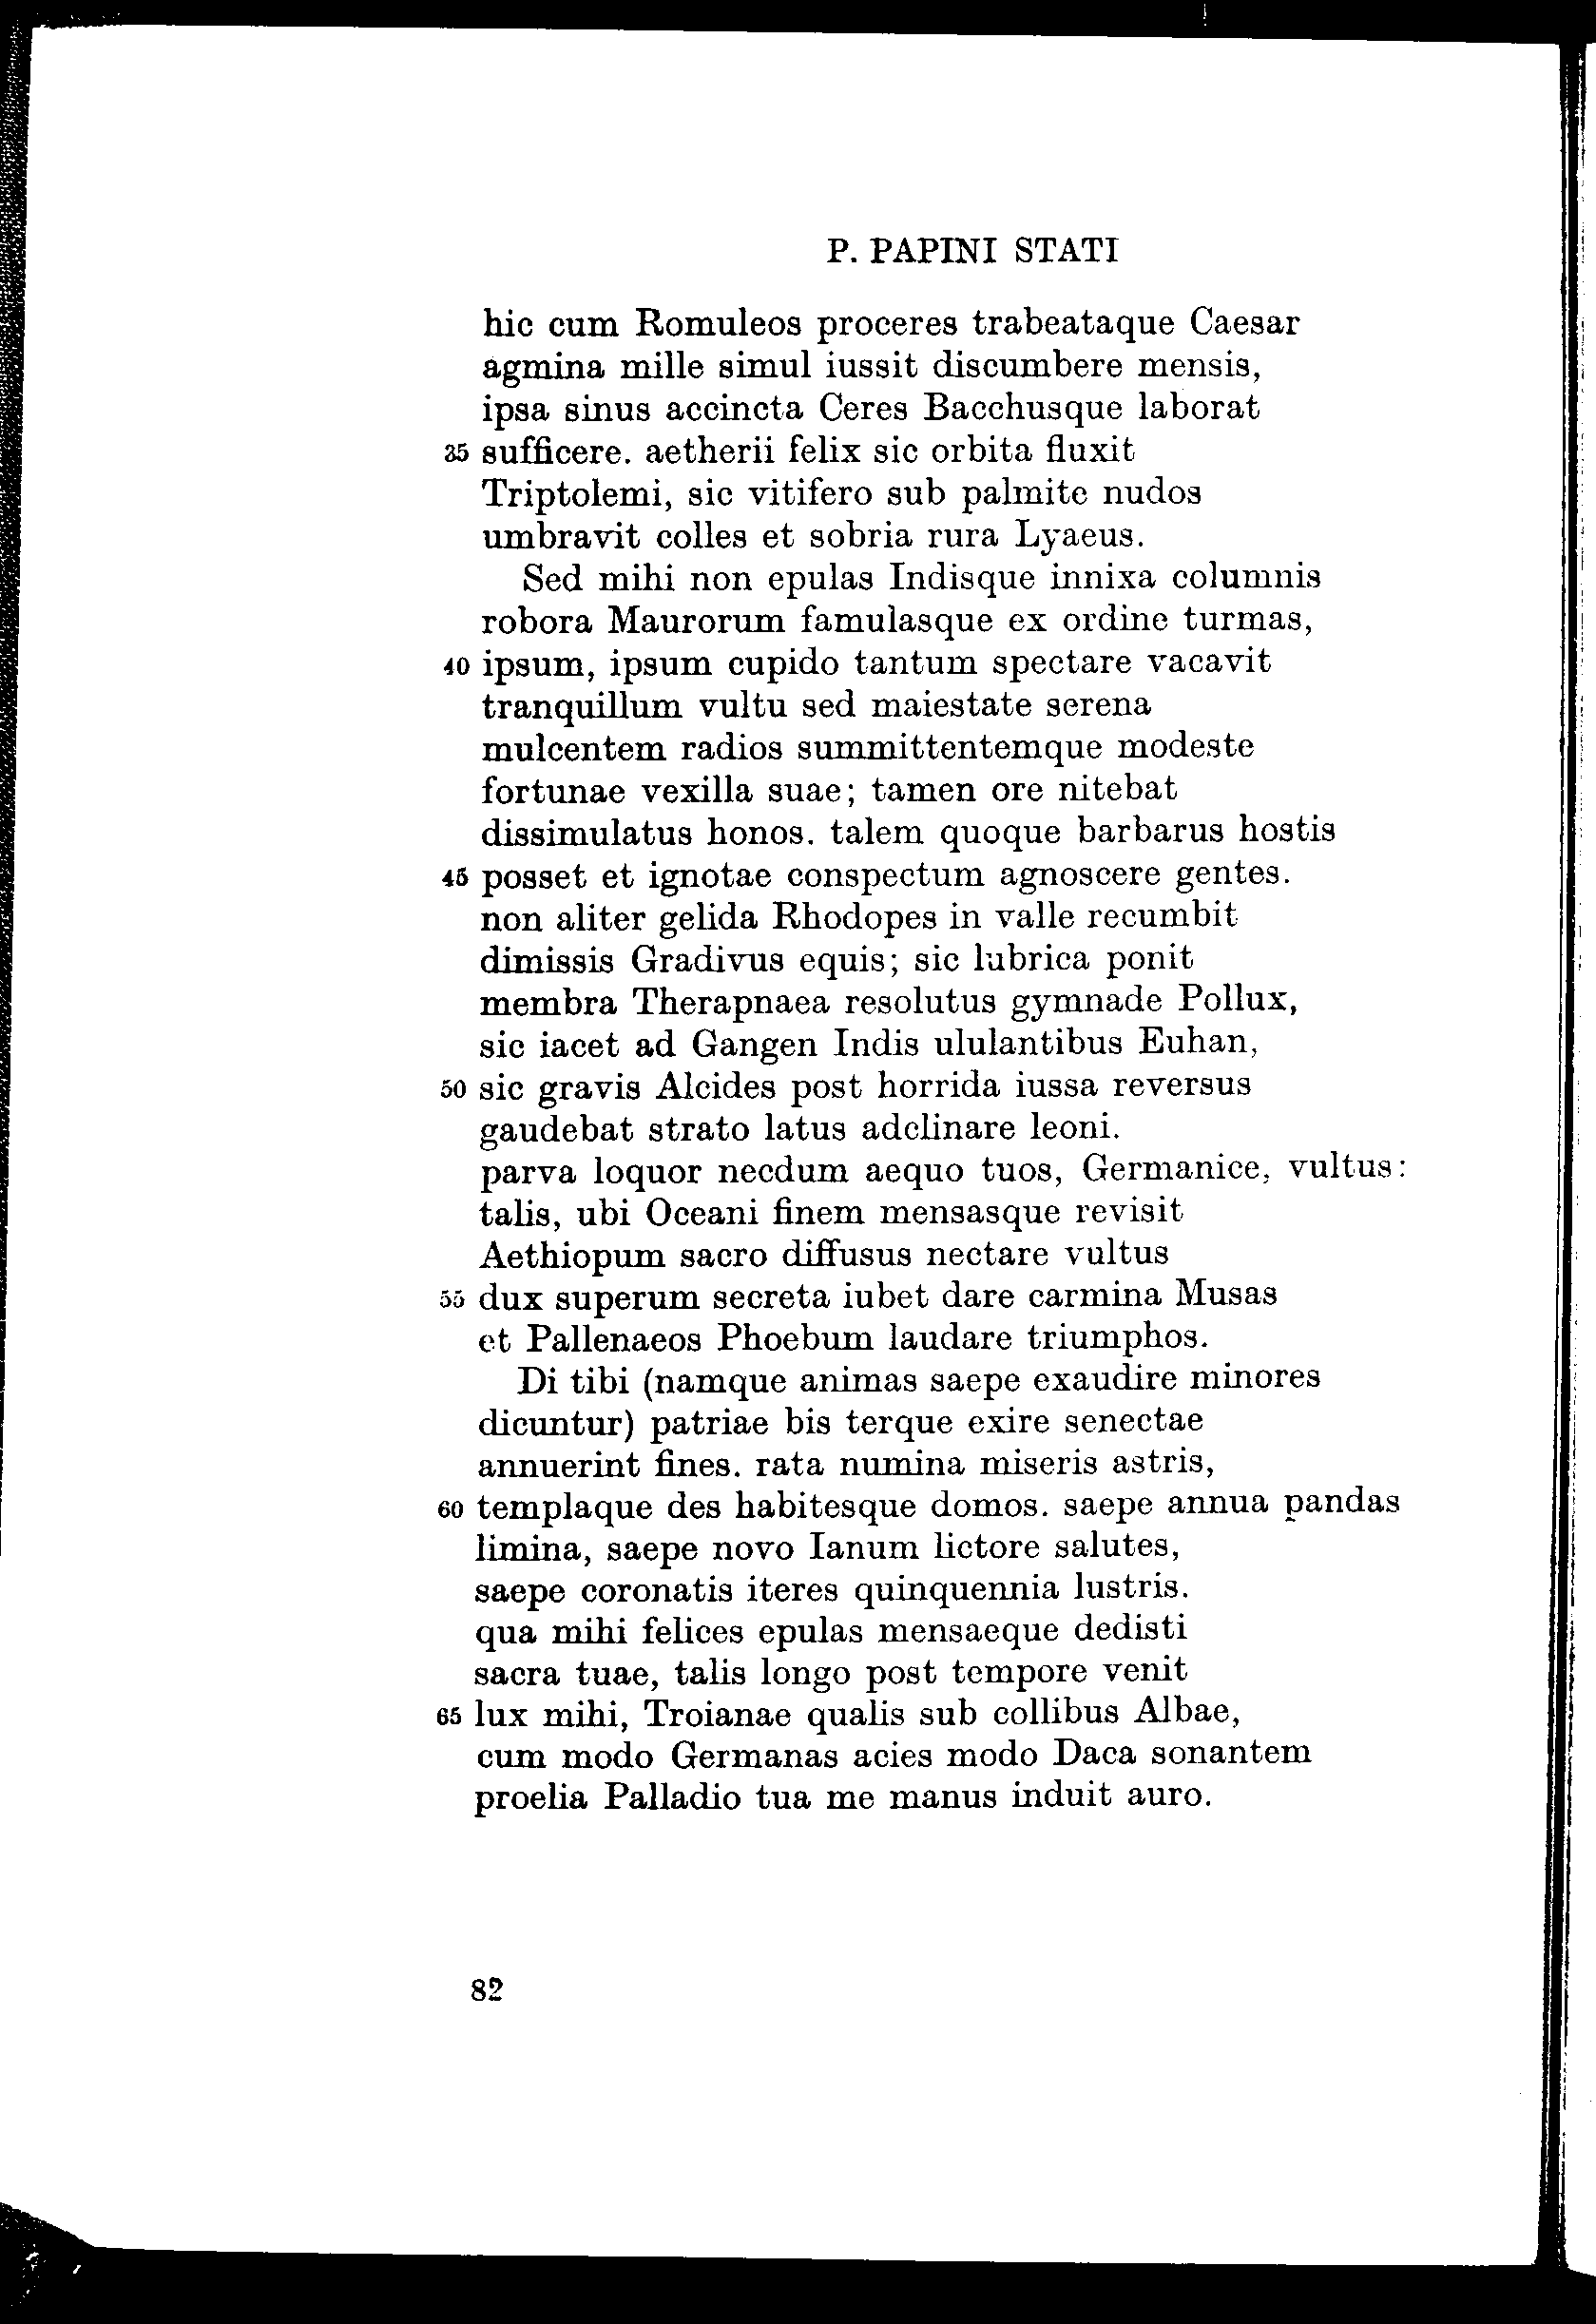 P. PAPINI STATI
hic cum Romuleos proceres trabeataque Caesar
agmina mille simul iussit discumbere mensis,
ipsa sinus accincta Ceres Bacchusque laborat
35 sufficere. aetherii felix sic orbita fluxit
Triptolemi, sic vitifero sub palmite nudos
umbravit colles et sobria rura Lyaeus.
Sed mihi non epulas Indisque innixa columnis
robora Maurorum famulasque ex ordine turmas,
40 ipsum, ipsum cupido tantum spectare vacavit
tranquillum vultu sed maiestate serena
mulcentem radios summittentemque modeste
fortunae vexilla suae; tamen ore nitebat
dissimulatus honos. talem quoque barbarus hostis
45 posset et ignotae conspectum agnoscere gentes.
non aliter gelida Rhodopes in valle recumbit
dimissis Gradivus equis; sic lubrica ponit
membra Therapnaea resolutus gymnade Pollux,
sic iacet ad Gangen Indis ululantibus Euhan,
50 sic gravis Alcides post horrida iussa reversus
gaudebat strato latus adclinare leoni.
parva loquor necdum aequo tuos, Germanice, vultus:
talis, ubi Oceani finem mensasque revisit
Aethiopum sacro diffusus nectare vultus
55 dux superum secreta iubet dare carmina Musas
et Pallenaeos Phoebum laudare triumphos.
Di tibi (namque animas saepe exaudire minores
dicuntur) patriae bis terque exire senectae
annuerint fines. rata numina miseris astris,
60 templaque des habitesque domos. saepe annua pandas
limina, saepe novo Ianum lictore salutes,
saepe coronatis iteres quinquennia lustris.
qua mihi felices epulas mensaeque dedisti
sacra tuae, talis longo post tempore venit
65 lux mihi, Troianae qualis sub collibus Albae,
cum modo Germanas acies modo Daca sonantem
proelia Palladio tua me manus induit auro.
82